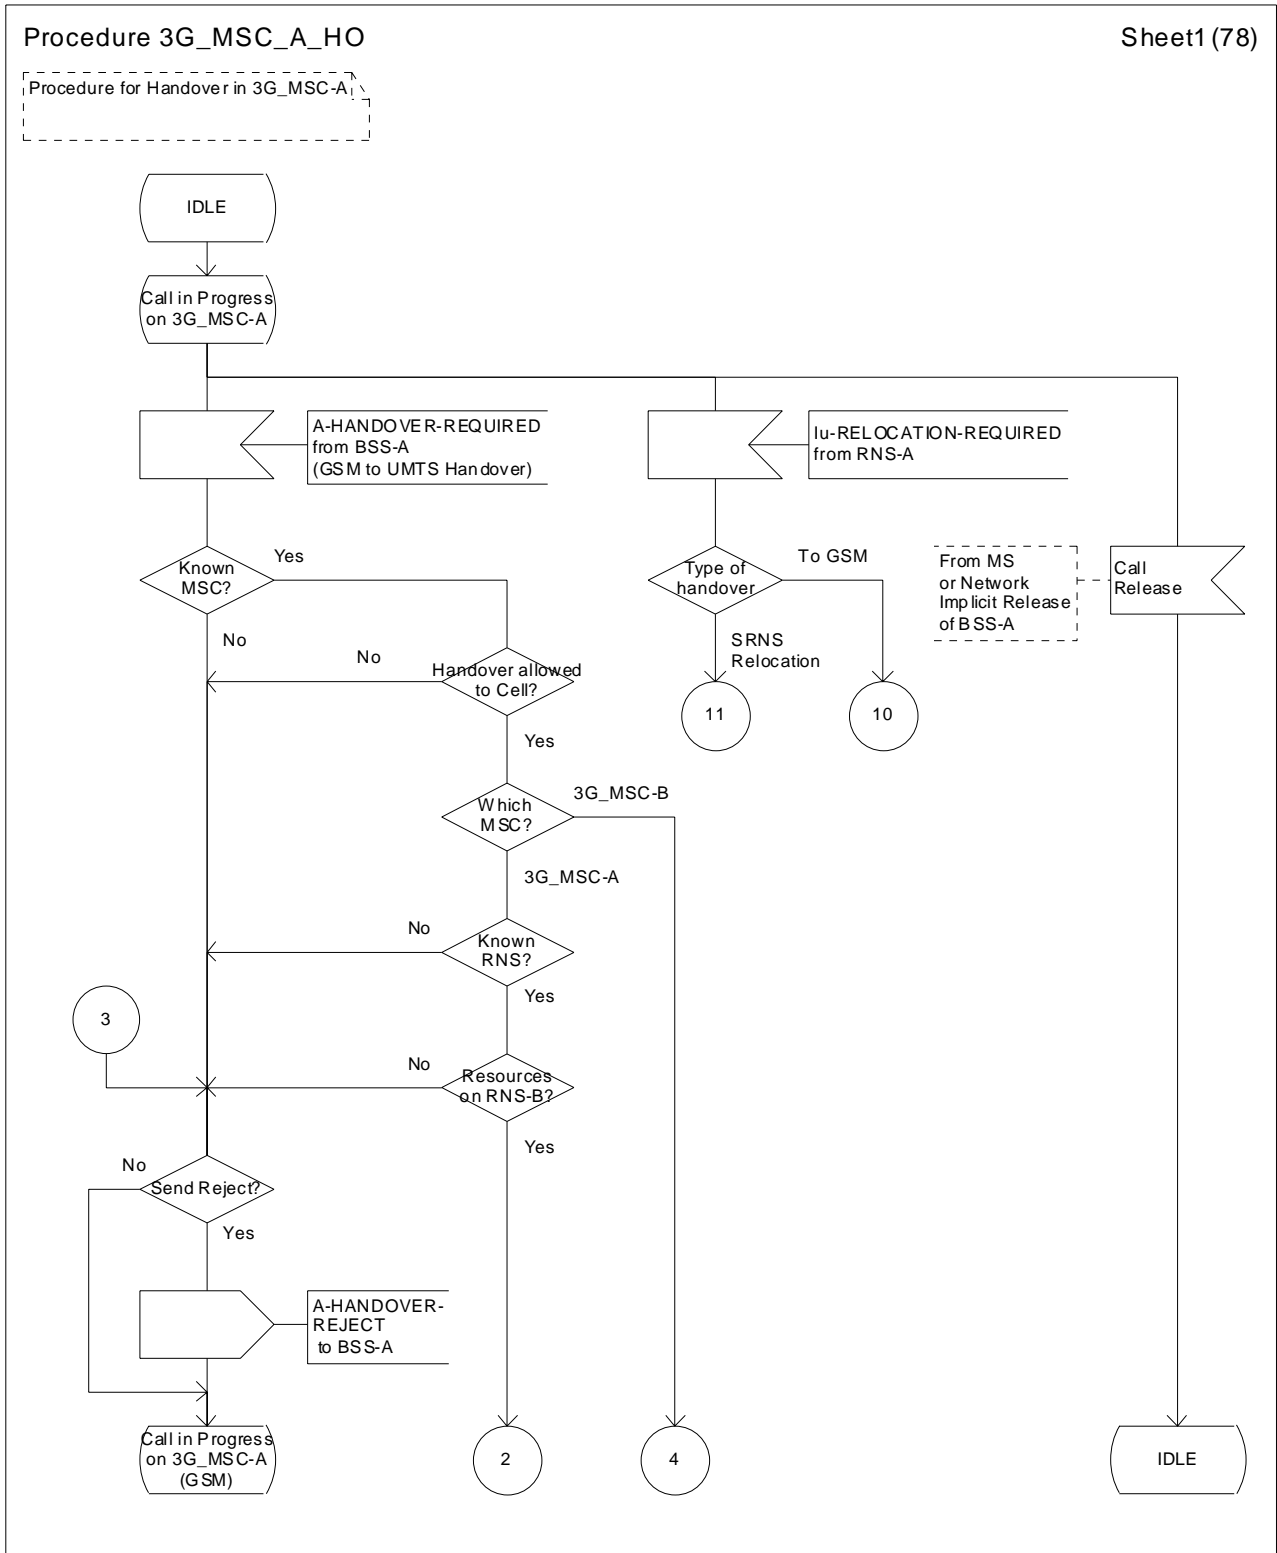 Procedure 3G_MSC_A_HO
Sheet1 (78)
Procedure for Handover in 3G_MSC-A
IDLE
Call in Progress
on 3G_MSC-A
A-HANDOVER-REQUIRED
from BSS-A
(GSM to UMTS Handover)
Iu-RELOCATION-REQUIRED
from RNS-A
Known
MSC?
Yes
No
Type of
handover
To GSM
SRNS
Relocation
From MS
or Network
Implicit Release
of BSS-A
Call
Release
No
Handover allowed
to Cell?
Yes
11
10
Which
MSC?
3G_MSC-B
3G_MSC-A
No
Known
RNS?
Yes
3
No
Resources
on RNS-B?
Yes
No
Send Reject?
Yes
A-HANDOVER-
REJECT
to BSS-A
Call in Progress
on 3G_MSC-A
(GSM)
2
4
IDLE